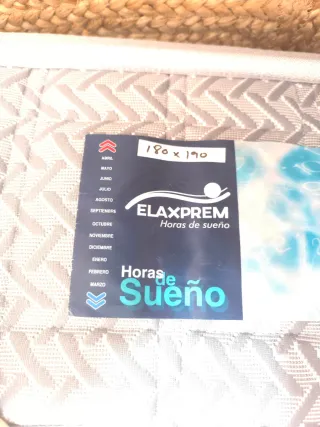 180 x 190
ABRIL
MAYO
JUNIO
JULIO
AGOSTO
SEPTIEMBRE
OCTUBRE
NOVIEMBRE
DICIEMBRE
ENERO
FEBRERO
MARZO
ELAXPREM
Horas de sueño
Horas
de
Sueño